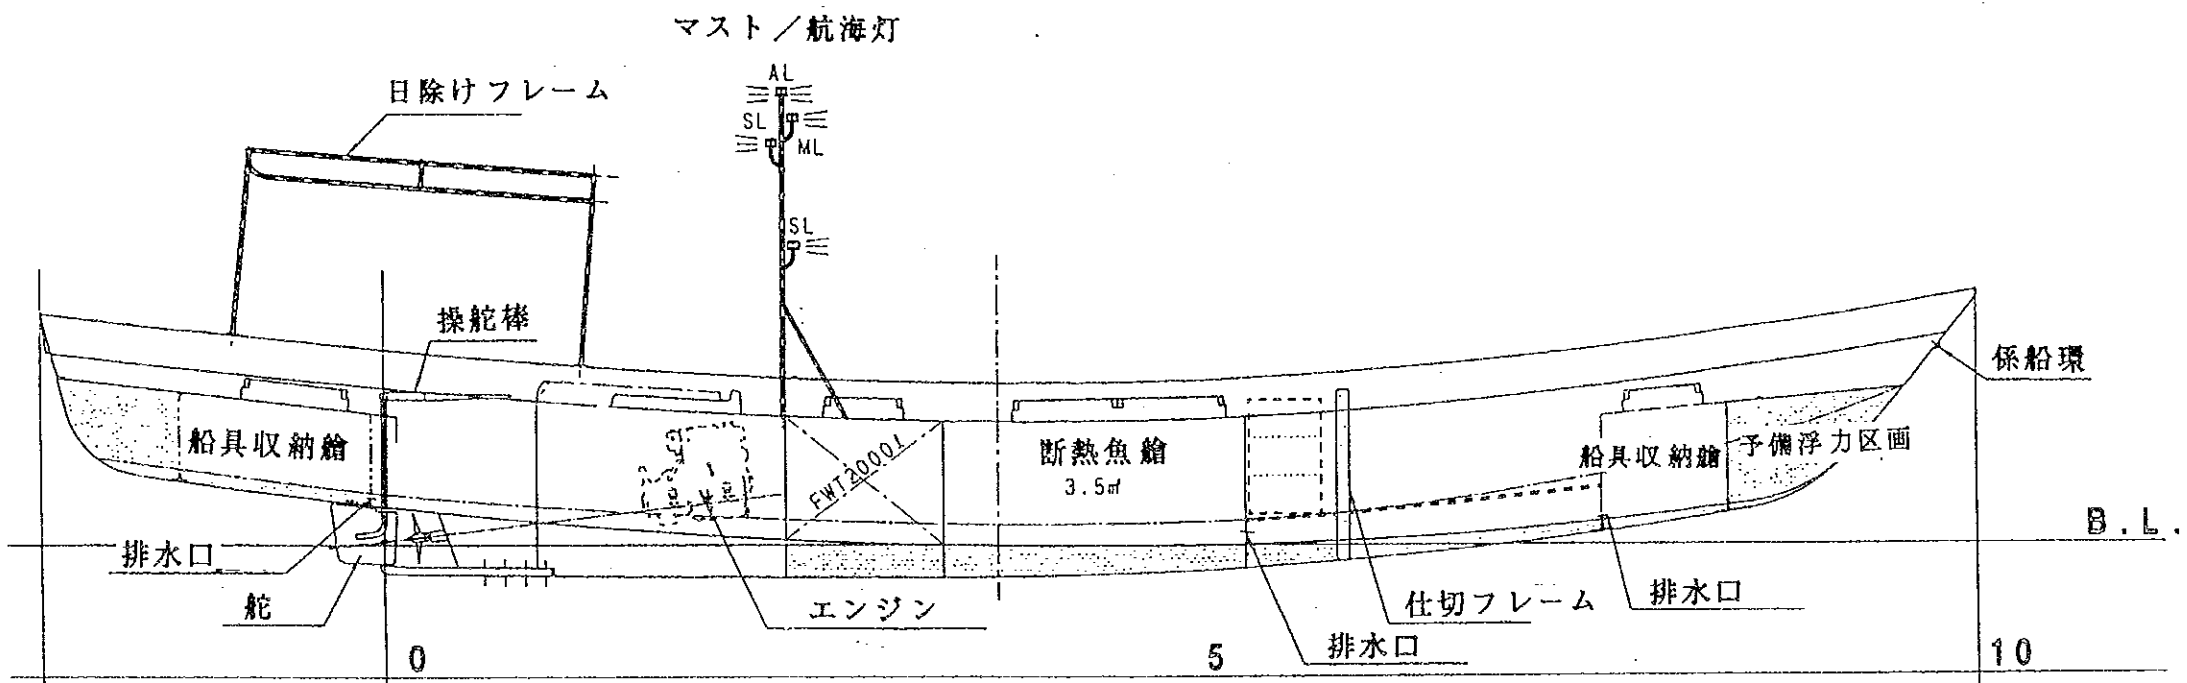 マスト／航海灯
日除けフレーム
AL
SL
ML
SL
操舵棒
係船環
船具収納艙
断熱魚艙
3.5㎥
FWT2000l
船具収納艙
予備浮力区画
B.L.
排水口
舵
エンジン
仕切フレーム
排水口
排水口
0
5
10